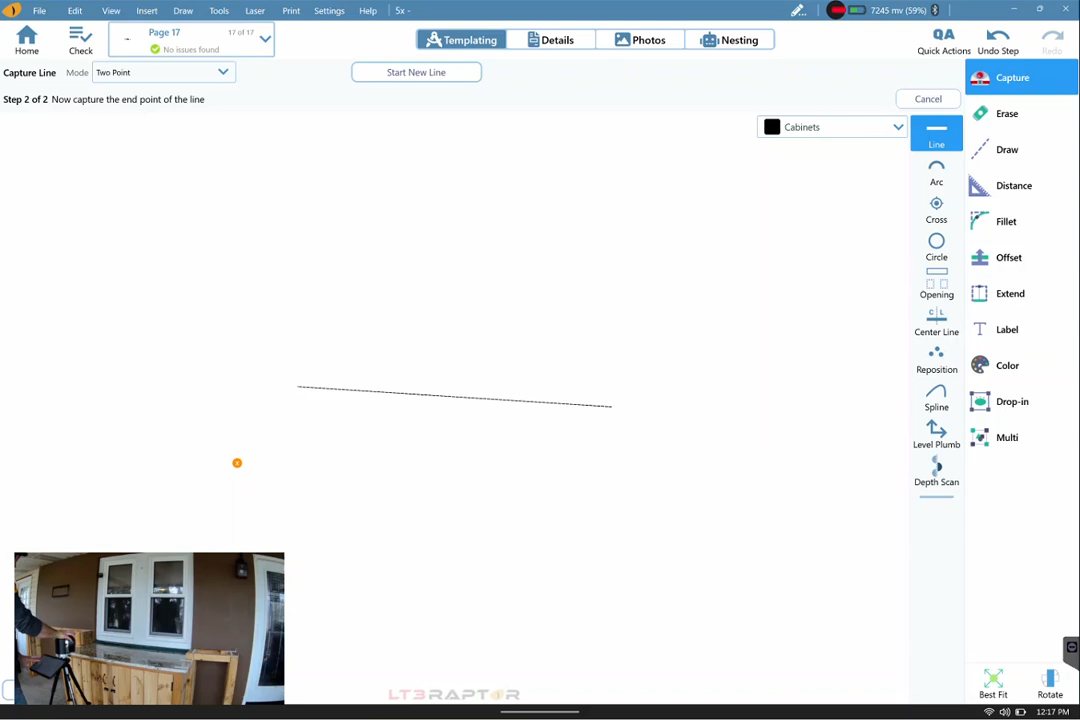 File Edit View Insert Draw Tools Laser Print Settings Help 5x -
7245 mv (59%)
Home
Check
Page 17
17 of 17
No issues found
Templating
Details
Photos
Nesting
Quick Actions
Undo Step
Redo
Capture Line
Mode
Two Point
Start New Line
Step 2 of 2 Now capture the end point of the line
Cancel
Cabinets
Line
Arc
Cross
Circle
Opening
C L
Center Line
Reposition
Spline
Level Plumb
Depth Scan
Capture
Erase
Draw
Distance
Fillet
Offset
Extend
Label
Color
Drop-in
Multi
Best Fit
Rotate
LT3RAPTOR
12:17 PM